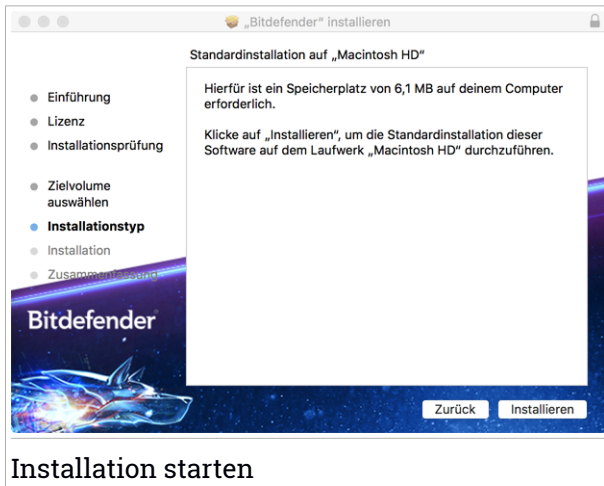 „Bitdefender“ installieren
Standardinstallation auf „Macintosh HD“
Einführung
Lizenz
Installationsprüfung
Zielvolume
auswählen
Installationstyp
Installation
Zusammenfassung
Hierfür ist ein Speicherplatz von 6,1 MB auf deinem Computer
erforderlich.
Klicke auf „Installieren“, um die Standardinstallation dieser
Software auf dem Laufwerk „Macintosh HD“ durchzuführen.
Bitdefender
Zurück
Installieren
Installation starten